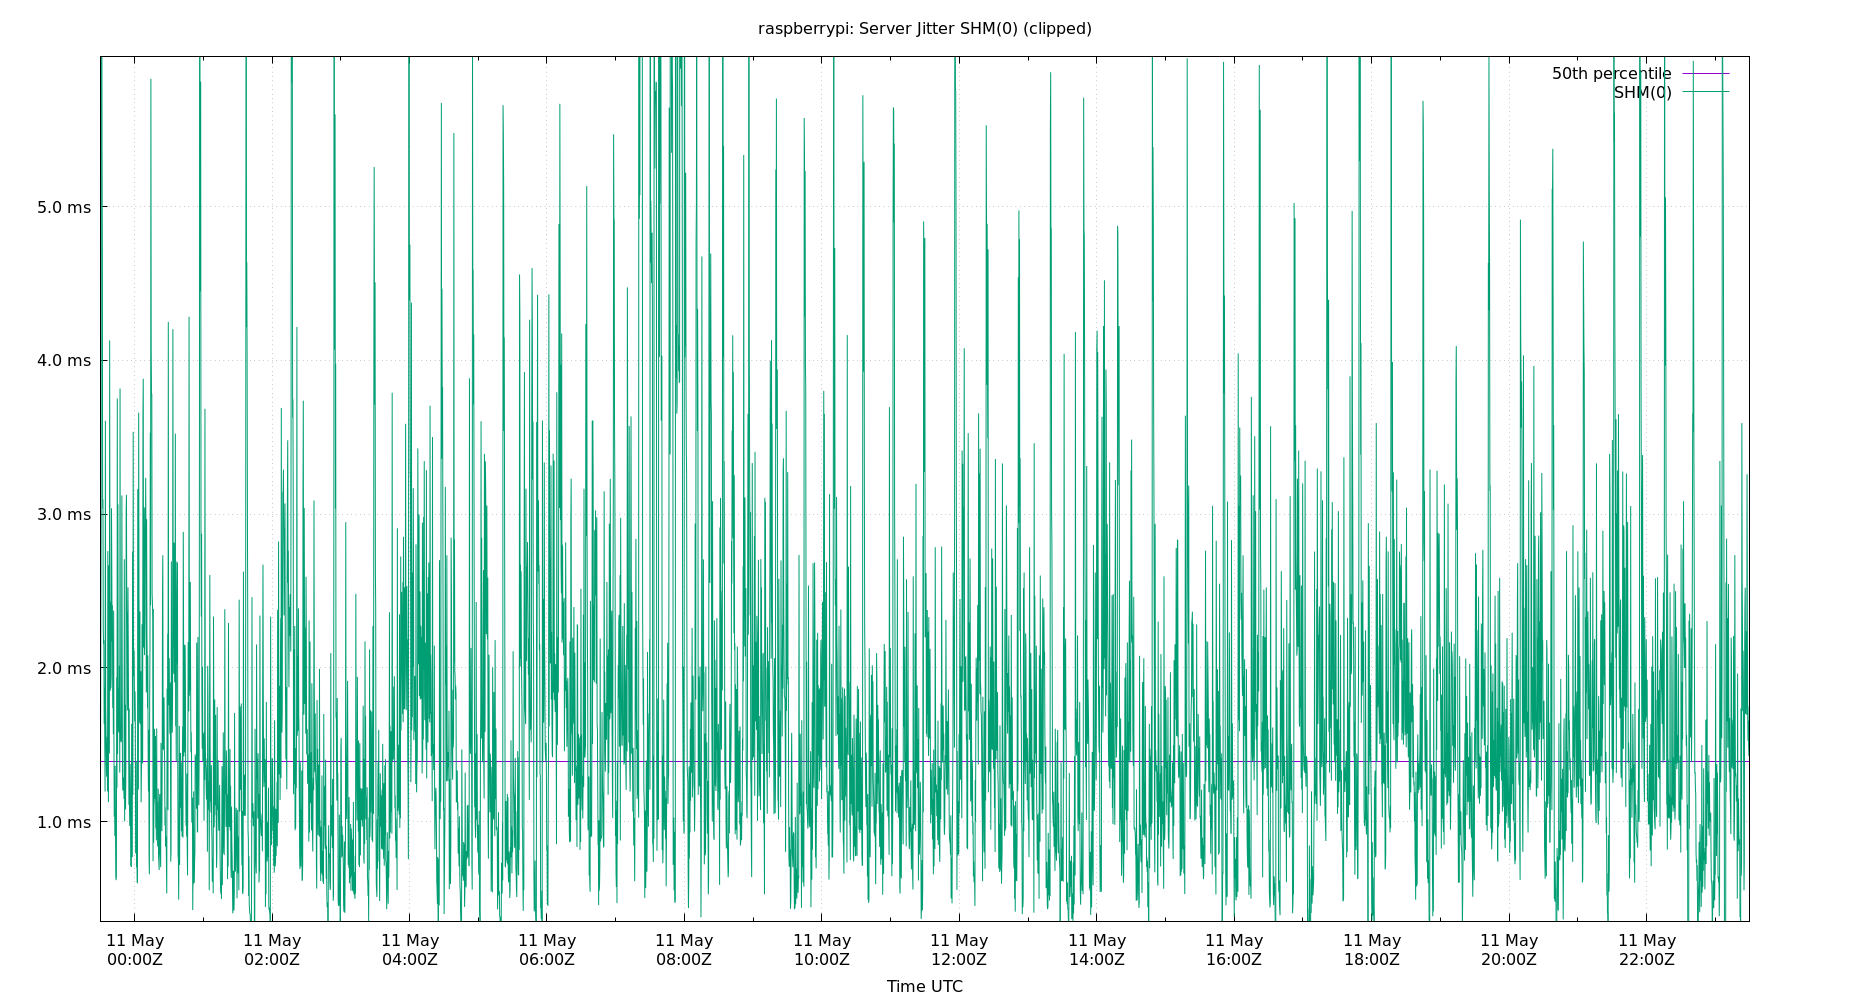 raspberrypi: Server Jitter SHM(0) (clipped)
50th percentile
SHM(0)
5.0 ms
4.0 ms
3.0 ms
2.0 ms
1.0 ms
11 May 11 May 11 May 11 May 11 May 11 May 11 May 11 May 11 May 11 May 11 May 11 May
00:00Z 02:00Z 04:00Z 06:00Z 08:00Z 10:00Z 12:00Z 14:00Z 16:00Z 18:00Z 20:00Z 22:00Z
Time UTC